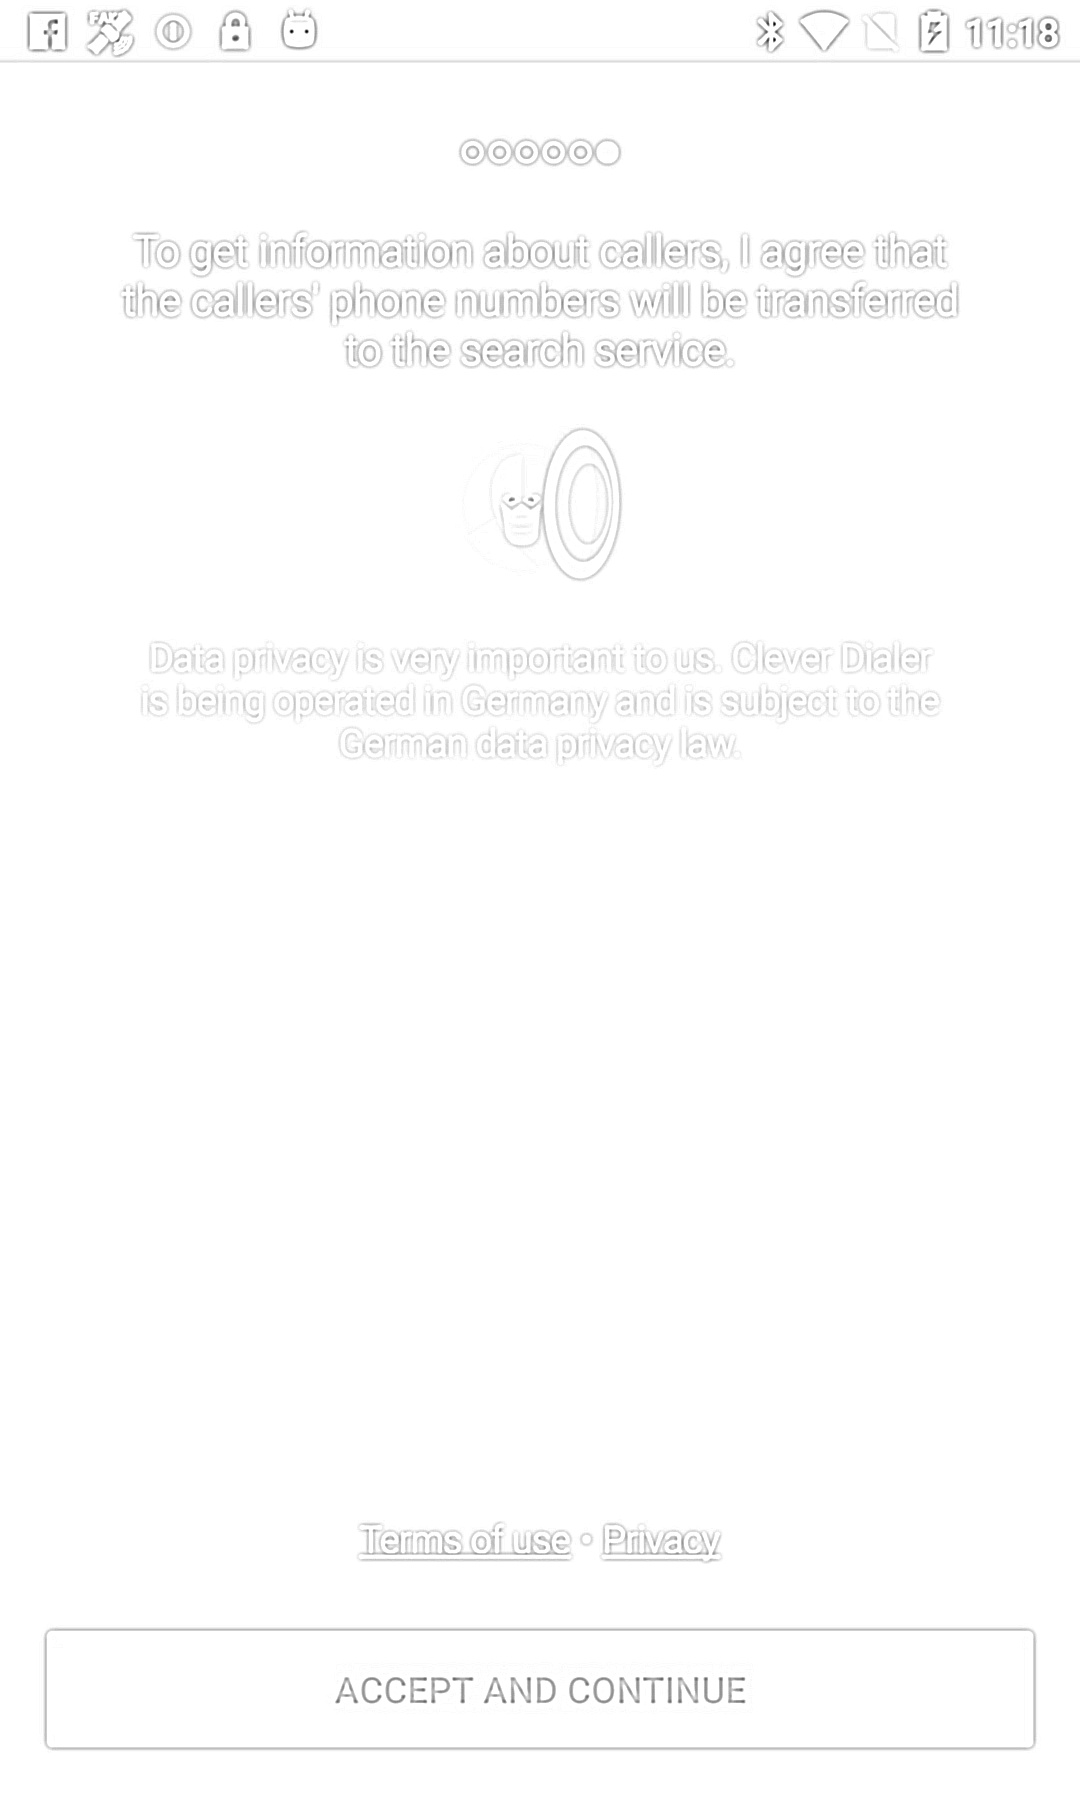 FAV
11:18
To get information about callers, I agree that
the callers' phone numbers will be transferred
to the search service.
Data privacy is very important to us. Clever Dialer
is being operated in Germany and is subject to the
German data privacy law.
Terms of use • Privacy
ACCEPT AND CONTINUE